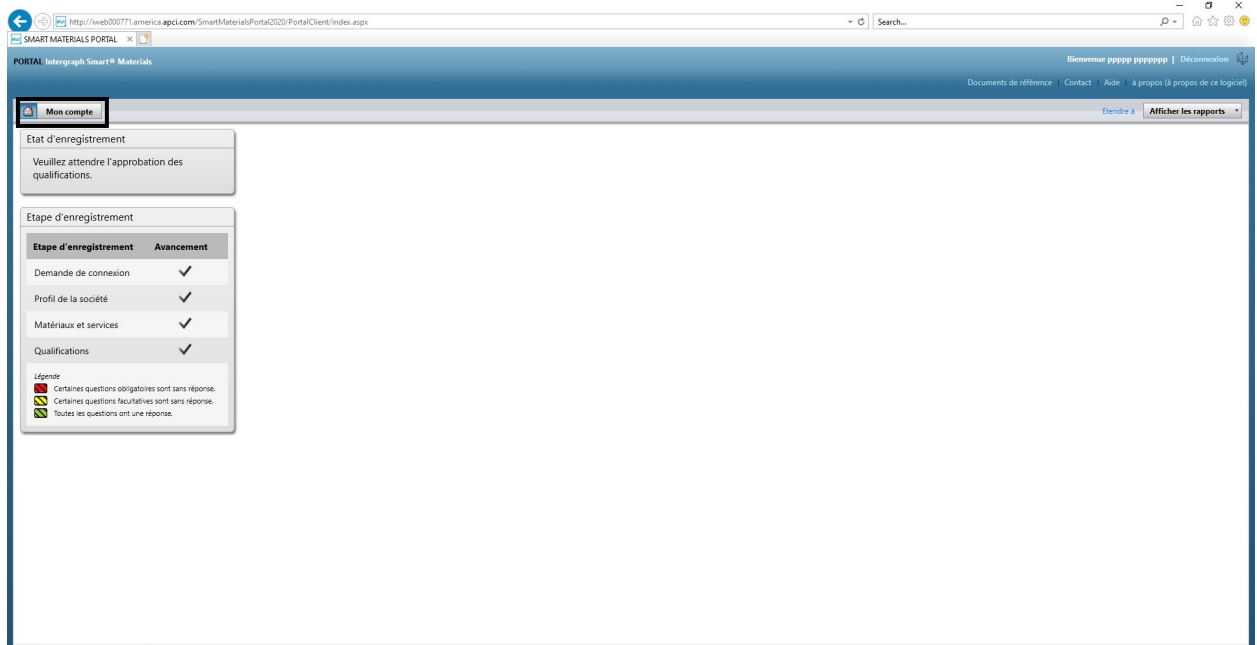 http://iweb000771.america.apci.com/SmartMaterialsPortal2020/PortalClient/index.aspx
Search...
SMART MATERIALS PORTAL
PORTAL Intergraph Smart® Materials
Bienvenue ppppp ppppppp | Déconnexion
Documents de référence | Contact | Aide | à propos (à propos de ce logiciel)
Mon compte
Etendre à
Afficher les rapports
Etat d'enregistrement
Veuillez attendre l'approbation des
qualifications.
Etape d'enregistrement
Etape d'enregistrement Avancement
Demande de connexion
Profil de la société
Matériaux et services
Qualifications
Légende
Certaines questions obligatoires sont sans réponse.
Certaines questions facultatives sont sans réponse.
Toutes les questions ont une réponse.